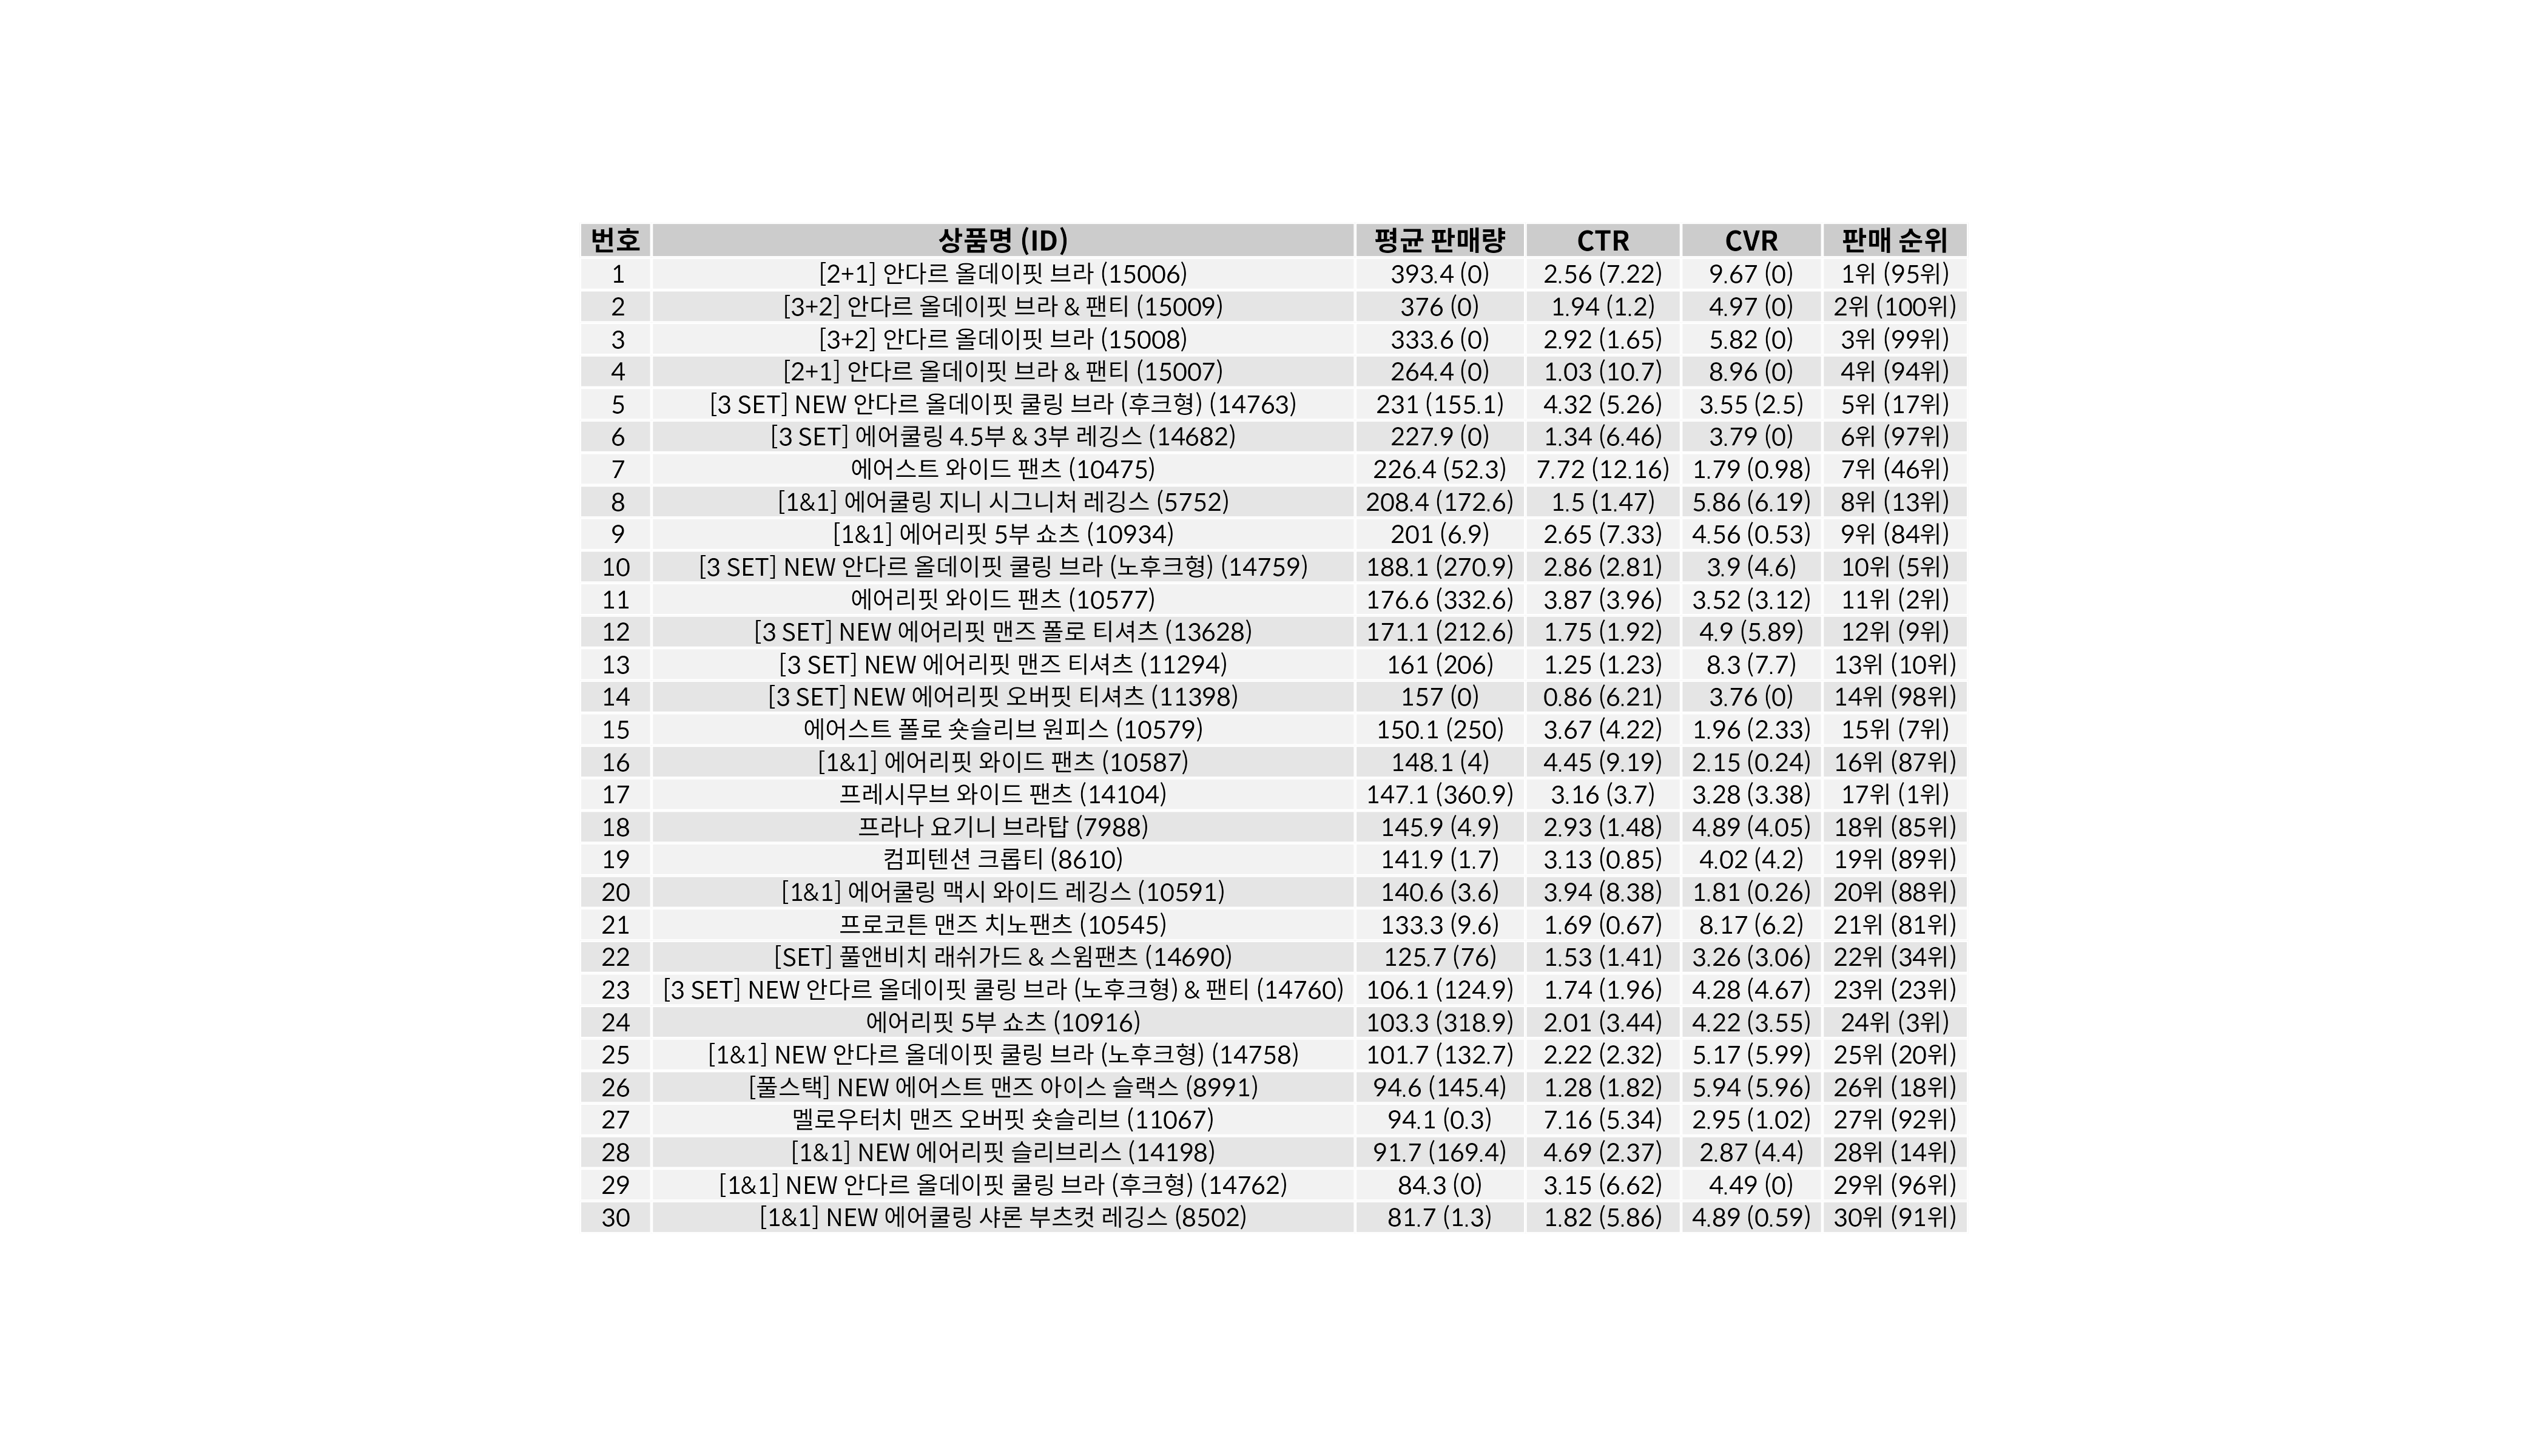 번호 상품명 (ID) 평균 판매량 CTR CVR 판매 순위
1 [2+1] 안다르 올데이핏 브라 (15006) 393.4 (0) 2.56 (7.22) 9.67 (0) 1위 (95위)
2 [3+2] 안다르 올데이핏 브라 & 팬티 (15009) 376 (0) 1.94 (1.2) 4.97 (0) 2위 (100위)
3 [3+2] 안다르 올데이핏 브라 (15008) 333.6 (0) 2.92 (1.65) 5.82 (0) 3위 (99위)
4 [2+1] 안다르 올데이핏 브라 & 팬티 (15007) 264.4 (0) 1.03 (10.7) 8.96 (0) 4위 (94위)
5 [3 SET] NEW 안다르 올데이핏 쿨링 브라 (후크형) (14763) 231 (155.1) 4.32 (5.26) 3.55 (2.5) 5위 (17위)
6 [3 SET] 에어쿨링 4.5부 & 3부 레깅스 (14682) 227.9 (0) 1.34 (6.46) 3.79 (0) 6위 (97위)
7 에어스트 와이드 팬츠 (10475) 226.4 (52.3) 7.72 (12.16) 1.79 (0.98) 7위 (46위)
8 [1&1] 에어쿨링 지니 시그니처 레깅스 (5752) 208.4 (172.6) 1.5 (1.47) 5.86 (6.19) 8위 (13위)
9 [1&1] 에어리핏 5부 쇼츠 (10934) 201 (6.9) 2.65 (7.33) 4.56 (0.53) 9위 (84위)
10 [3 SET] NEW 안다르 올데이핏 쿨링 브라 (노후크형) (14759) 188.1 (270.9) 2.86 (2.81) 3.9 (4.6) 10위 (5위)
11 에어리핏 와이드 팬츠 (10577) 176.6 (332.6) 3.87 (3.96) 3.52 (3.12) 11위 (2위)
12 [3 SET] NEW 에어리핏 맨즈 폴로 티셔츠 (13628) 171.1 (212.6) 1.75 (1.92) 4.9 (5.89) 12위 (9위)
13 [3 SET] NEW 에어리핏 맨즈 티셔츠 (11294) 161 (206) 1.25 (1.23) 8.3 (7.7) 13위 (10위)
14 [3 SET] NEW 에어리핏 오버핏 티셔츠 (11398) 157 (0) 0.86 (6.21) 3.76 (0) 14위 (98위)
15 에어스트 폴로 숏슬리브 원피스 (10579) 150.1 (250) 3.67 (4.22) 1.96 (2.33) 15위 (7위)
16 [1&1] 에어리핏 와이드 팬츠 (10587) 148.1 (4) 4.45 (9.19) 2.15 (0.24) 16위 (87위)
17 프레시무브 와이드 팬츠 (14104) 147.1 (360.9) 3.16 (3.7) 3.28 (3.38) 17위 (1위)
18 프라나 요기니 브라탑 (7988) 145.9 (4.9) 2.93 (1.48) 4.89 (4.05) 18위 (85위)
19 컴피텐션 크롭티 (8610) 141.9 (1.7) 3.13 (0.85) 4.02 (4.2) 19위 (89위)
20 [1&1] 에어쿨링 맥시 와이드 레깅스 (10591) 140.6 (3.6) 3.94 (8.38) 1.81 (0.26) 20위 (88위)
21 프로코튼 맨즈 치노팬츠 (10545) 133.3 (9.6) 1.69 (0.67) 8.17 (6.2) 21위 (81위)
22 [SET] 풀앤비치 래쉬가드 & 스윔팬츠 (14690) 125.7 (76) 1.53 (1.41) 3.26 (3.06) 22위 (34위)
23 [3 SET] NEW 안다르 올데이핏 쿨링 브라 (노후크형) & 팬티 (14760) 106.1 (124.9) 1.74 (1.96) 4.28 (4.67) 23위 (23위)
24 에어리핏 5부 쇼츠 (10916) 103.3 (318.9) 2.01 (3.44) 4.22 (3.55) 24위 (3위)
25 [1&1] NEW 안다르 올데이핏 쿨링 브라 (노후크형) (14758) 101.7 (132.7) 2.22 (2.32) 5.17 (5.99) 25위 (20위)
26 [풀스택] NEW 에어스트 맨즈 아이스 슬랙스 (8991) 94.6 (145.4) 1.28 (1.82) 5.94 (5.96) 26위 (18위)
27 멜로우터치 맨즈 오버핏 숏슬리브 (11067) 94.1 (0.3) 7.16 (5.34) 2.95 (1.02) 27위 (92위)
28 [1&1] NEW 에어리핏 슬리브리스 (14198) 91.7 (169.4) 4.69 (2.37) 2.87 (4.4) 28위 (14위)
29 [1&1] NEW 안다르 올데이핏 쿨링 브라 (후크형) (14762) 84.3 (0) 3.15 (6.62) 4.49 (0) 29위 (96위)
30 [1&1] NEW 에어쿨링 샤론 부츠컷 레깅스 (8502) 81.7 (1.3) 1.82 (5.86) 4.89 (0.59) 30위 (91위)